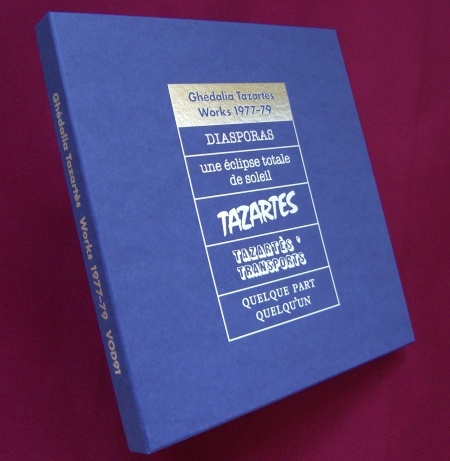 Ghédalia Tazartès
Works 1977-79
DIASPORAS
une éclipse totale
de soleil
TAZARTES
TAZARTÈS'
TRANSPORTS
QUELQUE PART
QUELQU'UN
Ghédalia Tazartès Works 1977-79 VOD91